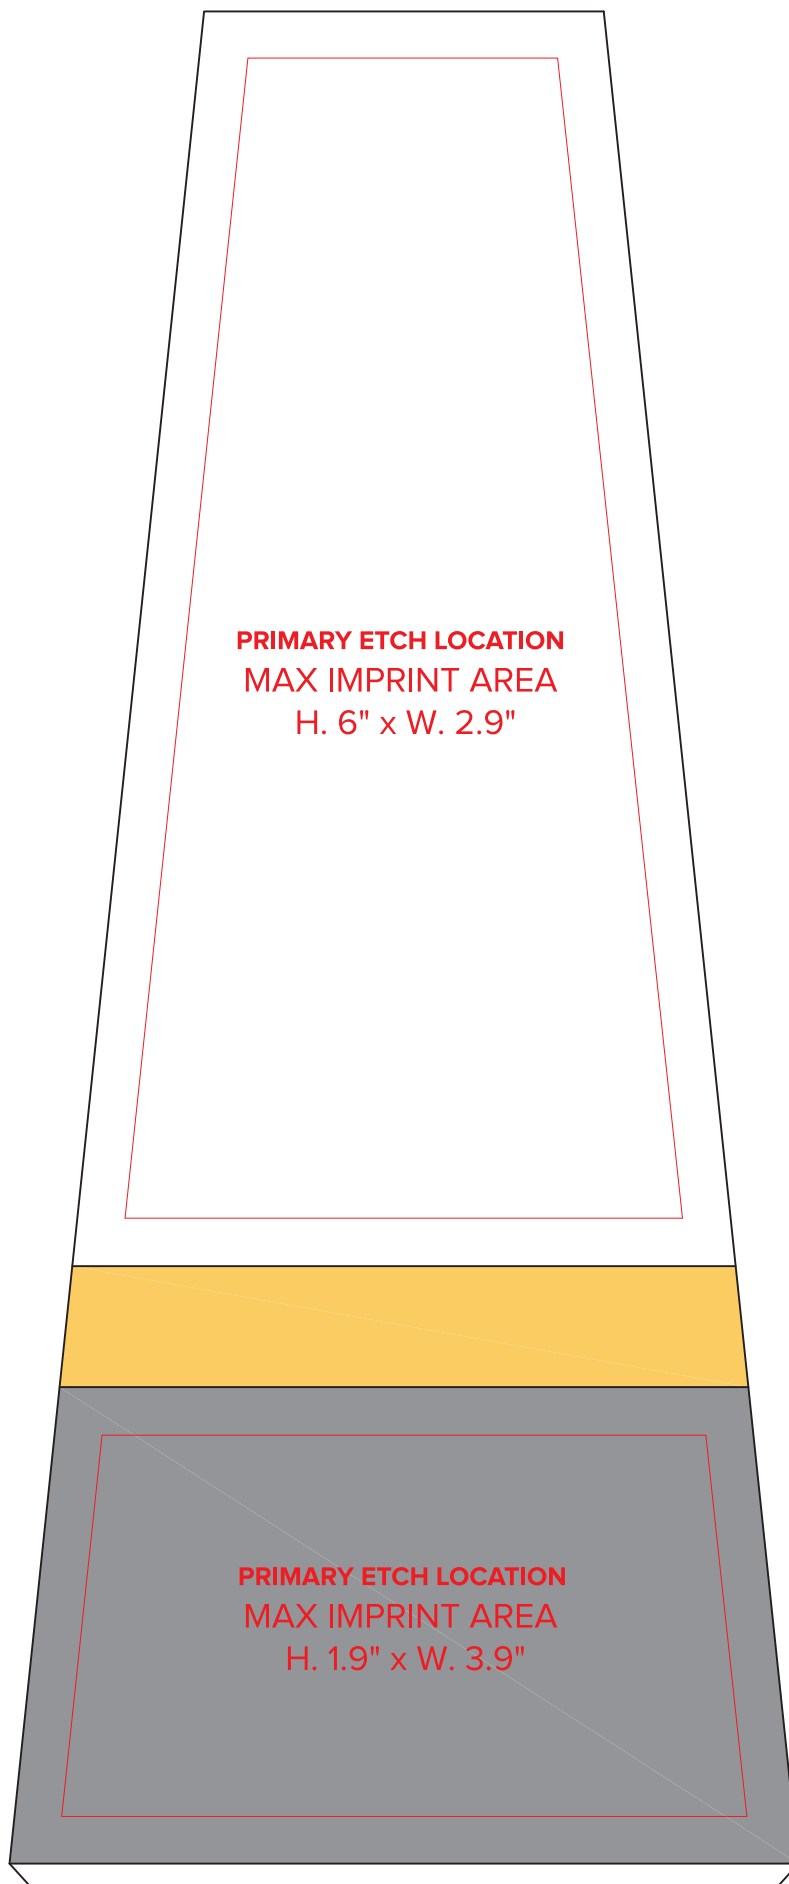 PRIMARY ETCH LOCATION
MAX IMPRINT AREA
H. 6" x W. 2.9"
PRIMARY ETCH LOCATION
MAX IMPRINT AREA
H. 1.9" x W. 3.9"